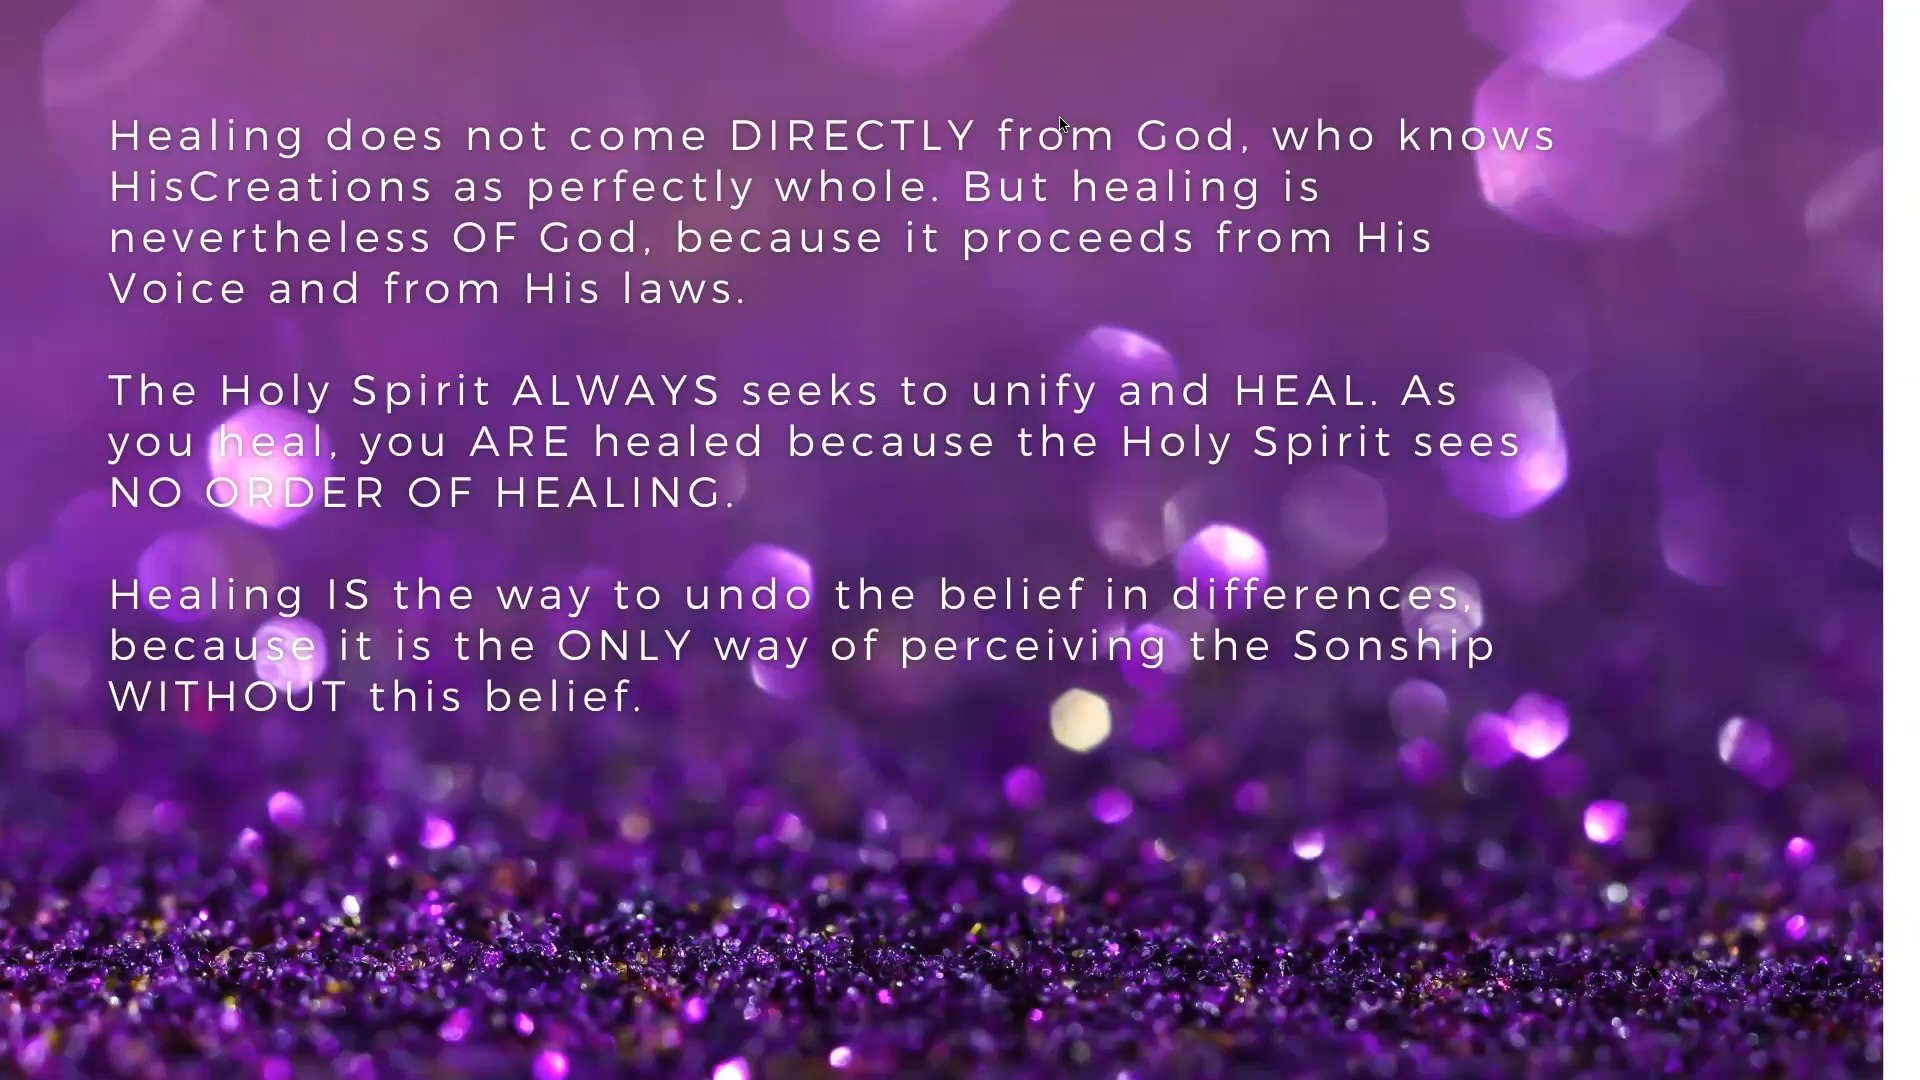 Healing does not come DIRECTLY from God, who knows
HisCreations as perfectly whole. But healing is
nevertheless OF God, because it proceeds from His
Voice and from His laws.
The Holy Spirit ALWAYS seeks to unify and HEAL. As
you heal, you ARE healed because the Holy Spirit sees
NO ORDER OF HEALING.
Healing IS the way to undo the belief in differences,
because it is the ONLY way of perceiving the Sonship
WITHOUT this belief.